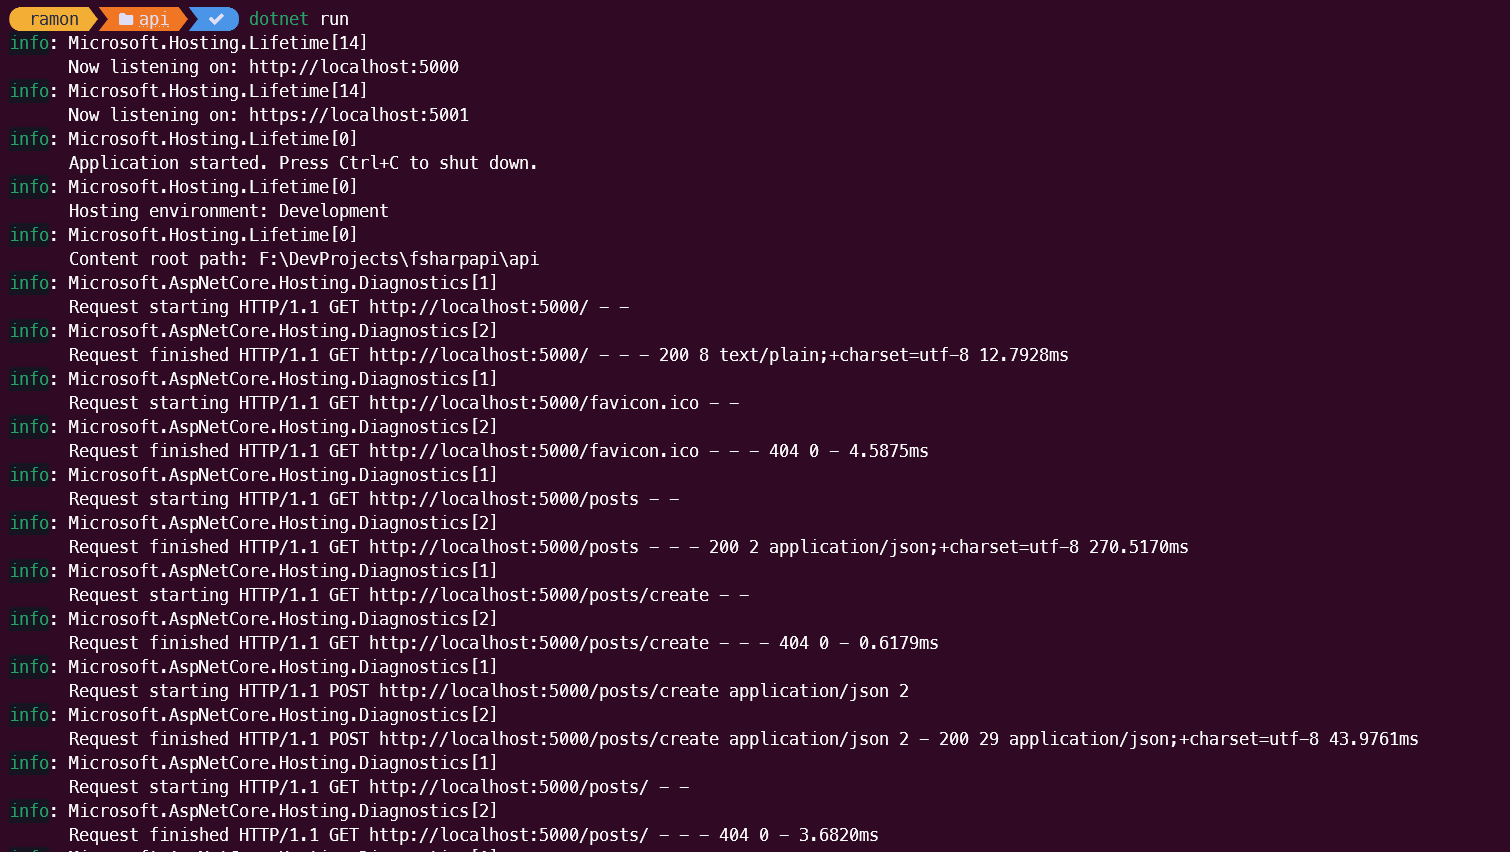 ramon api dotnet run
info: Microsoft.Hosting.Lifetime[14]
Now listening on: http://localhost:5000
info: Microsoft.Hosting.Lifetime[14]
Now listening on: https://localhost:5001
info: Microsoft.Hosting.Lifetime[0]
Application started. Press Ctrl+C to shut down.
info: Microsoft.Hosting.Lifetime[0]
Hosting environment: Development
info: Microsoft.Hosting.Lifetime[0]
Content root path: F:\DevProjects\fsharpapi\api
info: Microsoft.AspNetCore.Hosting.Diagnostics[1]
Request starting HTTP/1.1 GET http://localhost:5000/ - -
info: Microsoft.AspNetCore.Hosting.Diagnostics[2]
Request finished HTTP/1.1 GET http://localhost:5000/ - - - 200 8 text/plain;+charset=utf-8 12.7928ms
info: Microsoft.AspNetCore.Hosting.Diagnostics[1]
Request starting HTTP/1.1 GET http://localhost:5000/favicon.ico - -
info: Microsoft.AspNetCore.Hosting.Diagnostics[2]
Request finished HTTP/1.1 GET http://localhost:5000/favicon.ico - - - 404 0 - 4.5875ms
info: Microsoft.AspNetCore.Hosting.Diagnostics[1]
Request starting HTTP/1.1 GET http://localhost:5000/posts - -
info: Microsoft.AspNetCore.Hosting.Diagnostics[2]
Request finished HTTP/1.1 GET http://localhost:5000/posts - - - 200 2 application/json;+charset=utf-8 270.5170ms
info: Microsoft.AspNetCore.Hosting.Diagnostics[1]
Request starting HTTP/1.1 GET http://localhost:5000/posts/create - -
info: Microsoft.AspNetCore.Hosting.Diagnostics[2]
Request finished HTTP/1.1 GET http://localhost:5000/posts/create - - - 404 0 - 0.6179ms
info: Microsoft.AspNetCore.Hosting.Diagnostics[1]
Request starting HTTP/1.1 POST http://localhost:5000/posts/create application/json 2
info: Microsoft.AspNetCore.Hosting.Diagnostics[2]
Request finished HTTP/1.1 POST http://localhost:5000/posts/create application/json 2 - 200 29 application/json;+charset=utf-8 43.9761ms
info: Microsoft.AspNetCore.Hosting.Diagnostics[1]
Request starting HTTP/1.1 GET http://localhost:5000/posts/ - -
info: Microsoft.AspNetCore.Hosting.Diagnostics[2]
Request finished HTTP/1.1 GET http://localhost:5000/posts/ - - - 404 0 - 3.6820ms